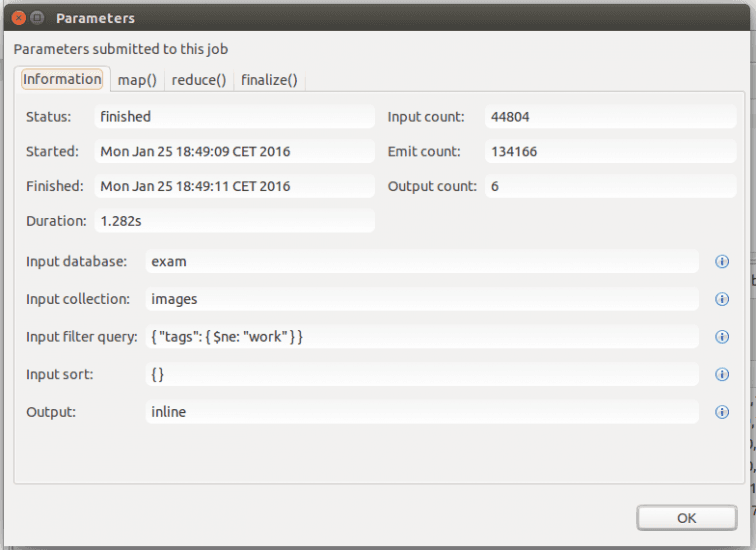 Parameters
Parameters submitted to this job
Information map() reduce() finalize()
Status: finished Input count: 44804
Started: Mon Jan 25 18:49:09 CET 2016 Emit count: 134166
Finished: Mon Jan 25 18:49:11 CET 2016 Output count: 6
Duration: 1.282s
Input database: exam
Input collection: images
Input filter query: { "tags": { $ne: "work" } }
Input sort: { }
Output: inline
OK